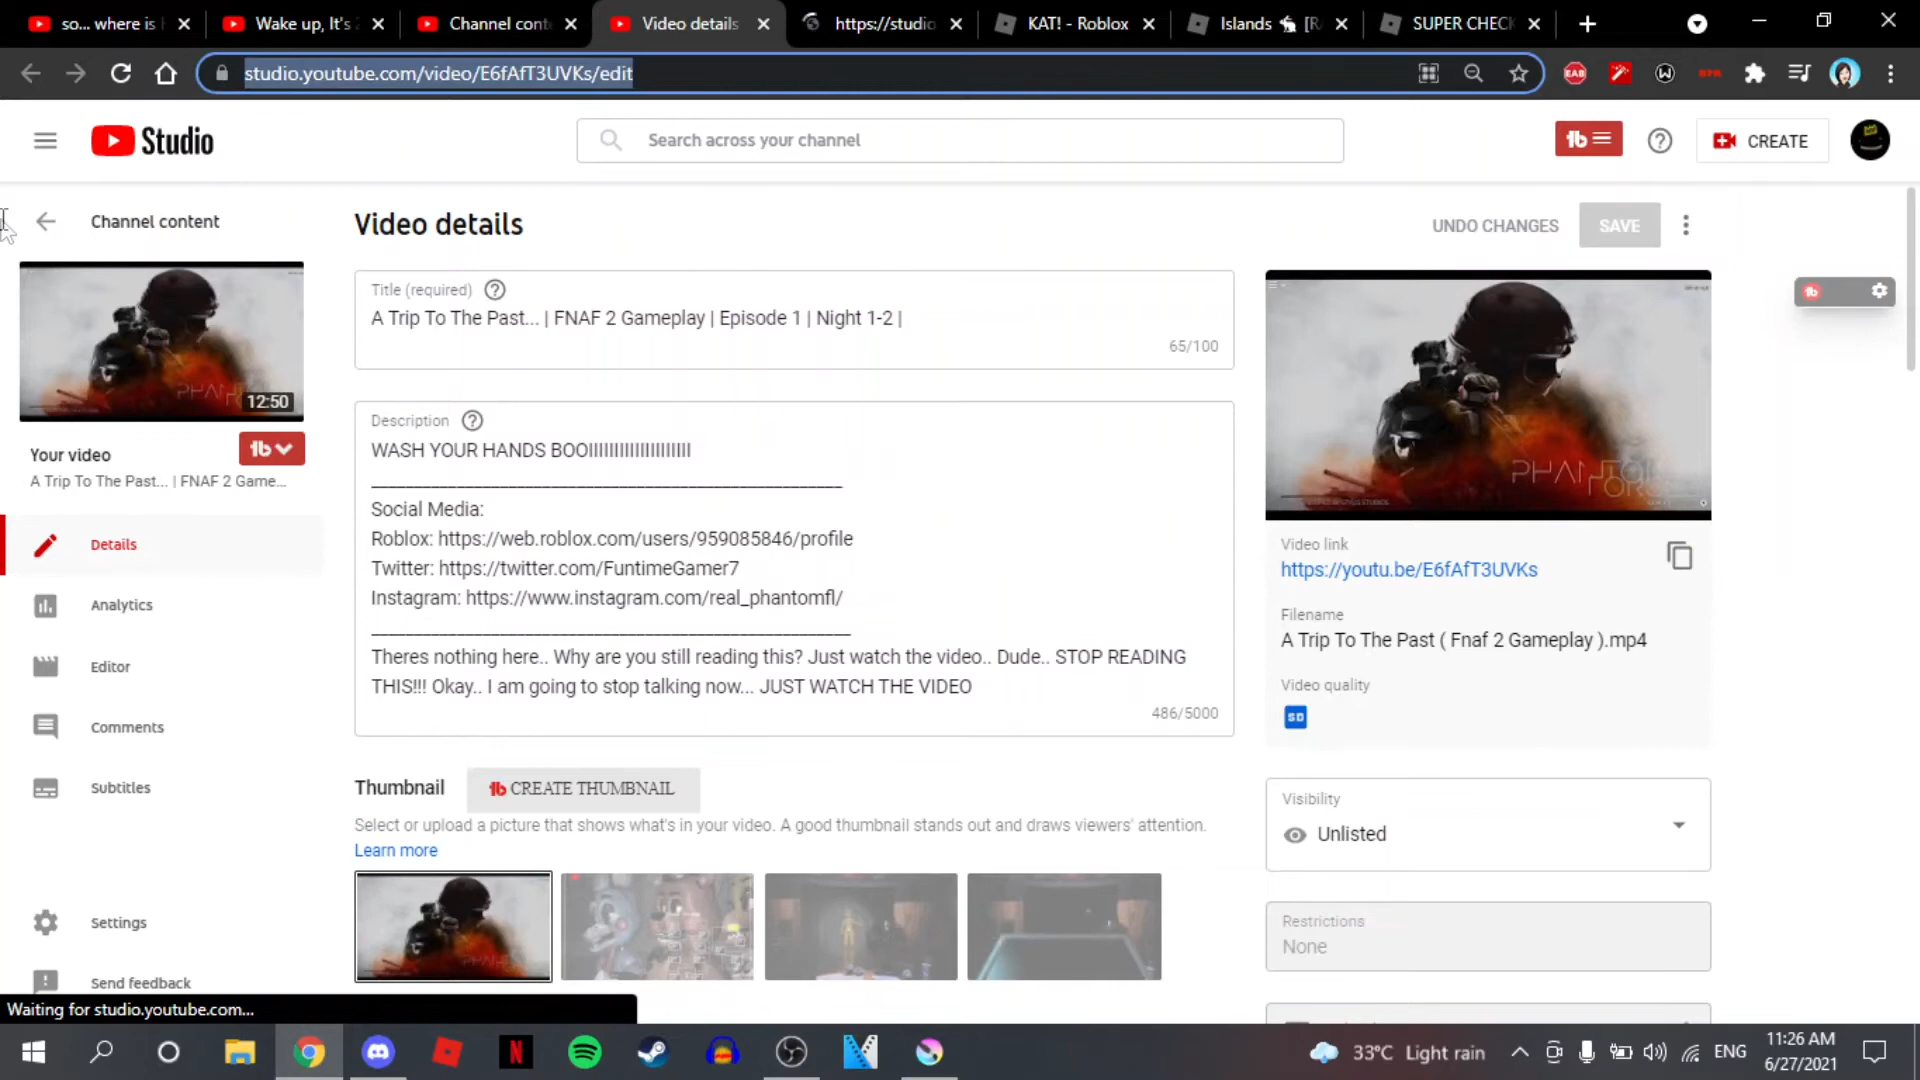 so... where is
Wake up, It's
Channel cont
Video details
https://studio
KAT! - Roblox
Islands
SUPER CHECK
studio.youtube.com/video/E6fAfT3UVKs/edit
EAB
Studio
Search across your channel
CREATE
Channel content
Video details
UNDO CHANGES
SAVE
Title (required)
A Trip To The Past... | FNAF 2 Gameplay | Episode 1 | Night 1-2 |
65/100
12:50
Your video
A Trip To The Past... | FNAF 2 Game...
Description
WASH YOUR HANDS BOOIIIIIIIIIIIIIIIIIIII
Social Media:
Roblox: https://web.roblox.com/users/959085846/profile
Twitter: https://twitter.com/FuntimeGamer7
Instagram: https://www.instagram.com/real_phantomfl/
Theres nothing here.. Why are you still reading this? Just watch the video.. Dude.. STOP READING
THIS!!! Okay.. I am going to stop talking now... JUST WATCH THE VIDEO
486/5000
Details
Analytics
Editor
Comments
Subtitles
Settings
Send feedback
PHANTOM
Video link
https://youtu.be/E6fAfT3UVKs
Filename
A Trip To The Past ( Fnaf 2 Gameplay ).mp4
Video quality
SD
Thumbnail
CREATE THUMBNAIL
Select or upload a picture that shows what's in your video. A good thumbnail stands out and draws viewers' attention.
Learn more
Visibility
Unlisted
Restrictions
None
Waiting for studio.youtube.com...
33°C Light rain
ENG
11:26 AM
6/27/2021